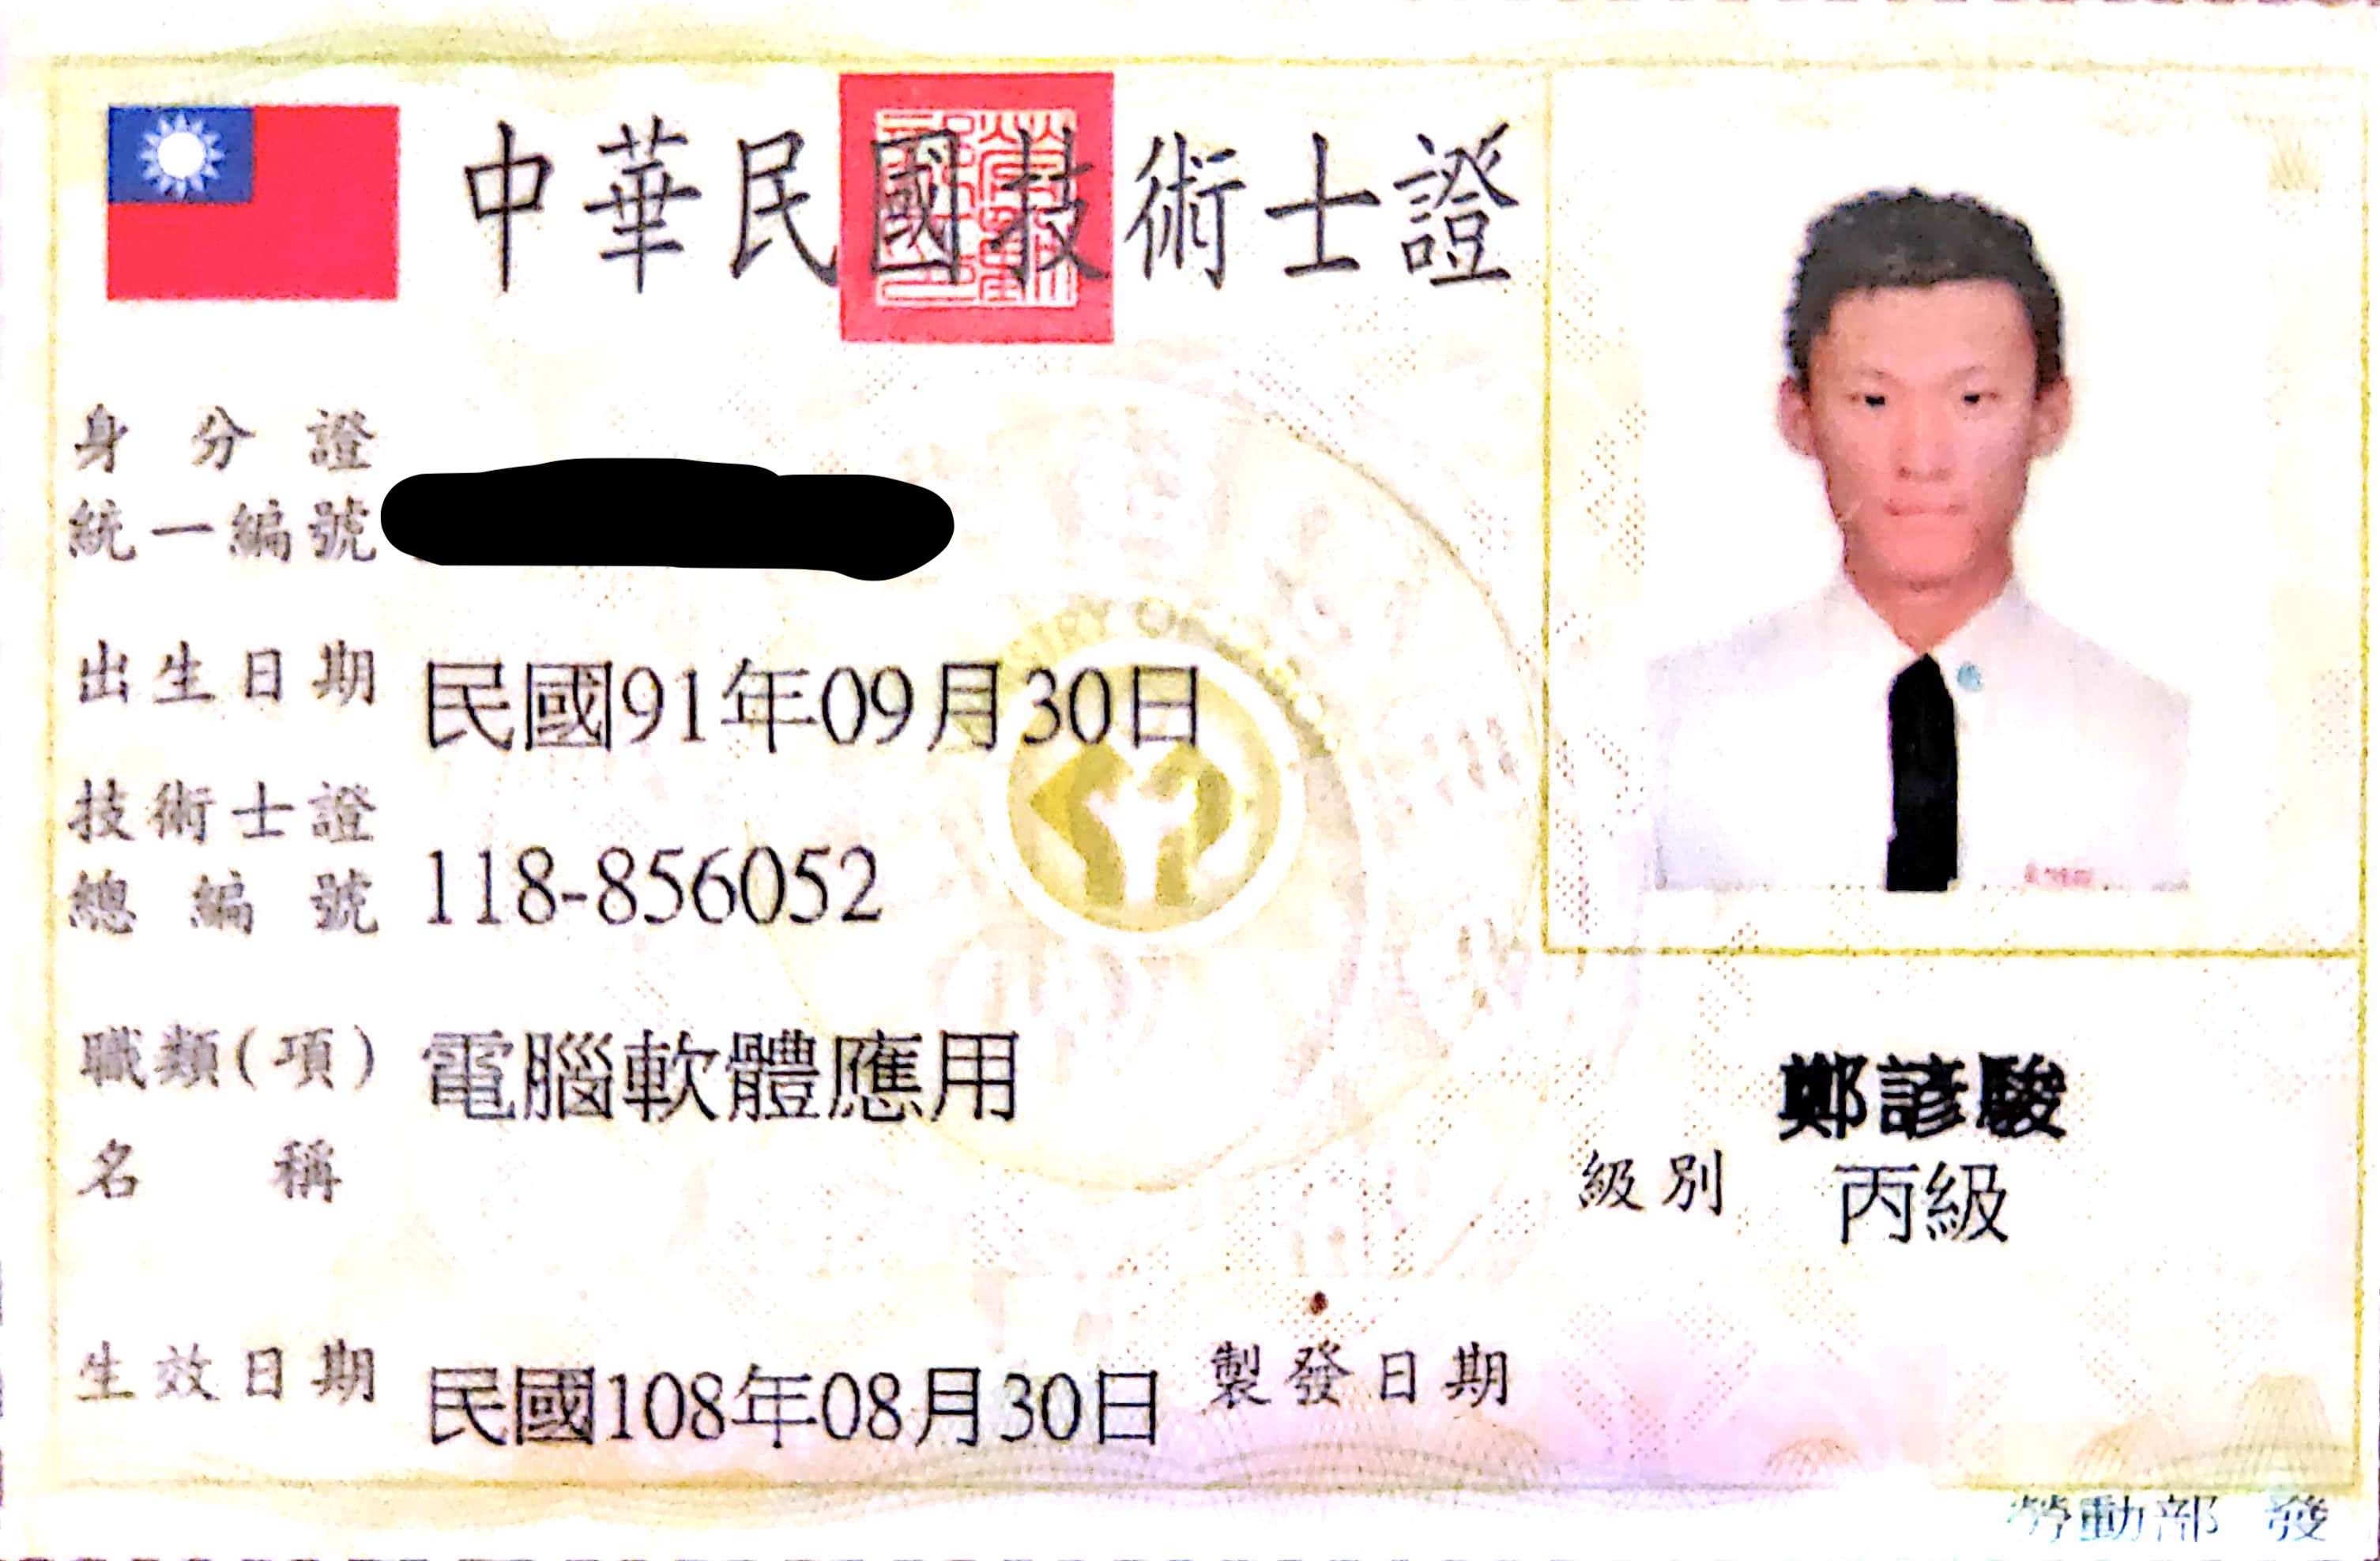 中華民國技術士證
身分證
統一編號
出生日期 民國91年09月30日
技術士證
總編號 118-856052
職類(項) 電腦軟體應用
名稱
鄭諺駿
級別 丙級
生效日期 民國108年08月30日 製發日期
勞動部 發